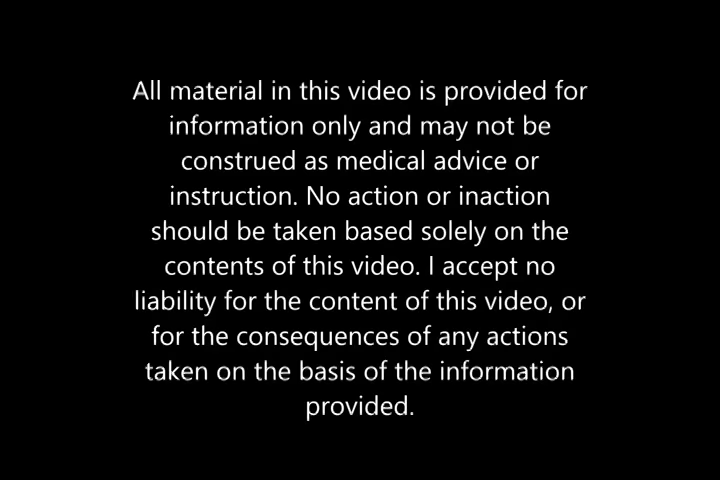 All material in this video is provided for
information only and may not be
construed as medical advice or
instruction. No action or inaction
should be taken based solely on the
contents of this video. I accept no
liability for the content of this video, or
for the consequences of any actions
taken on the basis of the information
provided.